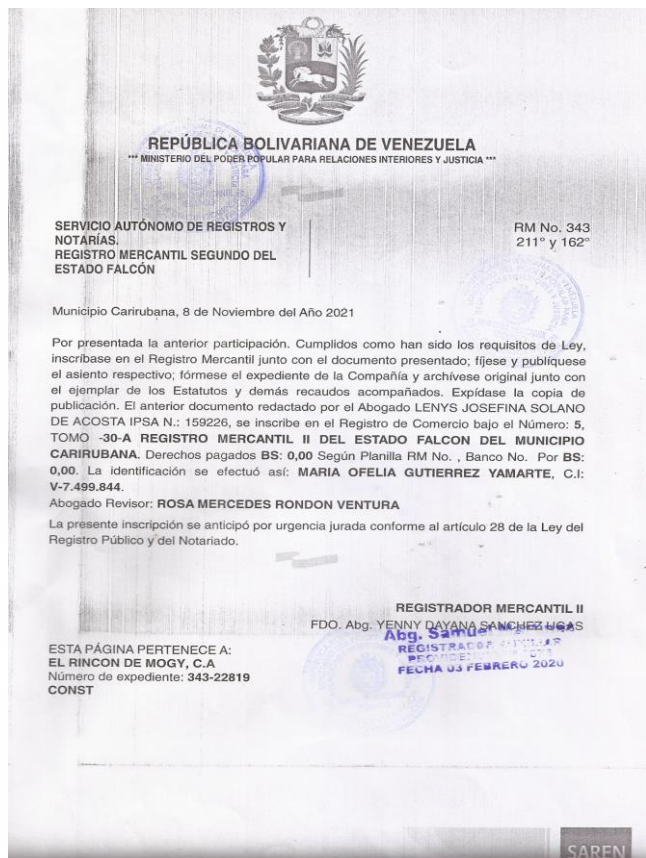 REPÚBLICA BOLIVARIANA DE VENEZUELA
*** MINISTERIO DEL PODER POPULAR PARA RELACIONES INTERIORES Y JUSTICIA ***
SERVICIO AUTÓNOMO DE REGISTROS Y
NOTARÍAS.
REGISTRO MERCANTIL SEGUNDO DEL
ESTADO FALCÓN
RM No. 343
211° y 162°
Municipio Carirubana, 8 de Noviembre del Año 2021
Por presentada la anterior participación. Cumplidos como han sido los requisitos de Ley,
inscríbase en el Registro Mercantil junto con el documento presentado; fíjese y publíquese
el asiento respectivo; fórmese el expediente de la Compañía y archívese original junto con
el ejemplar de los Estatutos y demás recaudos acompañados. Expídase la copia de
publicación. El anterior documento redactado por el Abogado LENYS JOSEFINA SOLANO
DE ACOSTA IPSA N.: 159226, se inscribe en el Registro de Comercio bajo el Número: 5,
TOMO -30-A REGISTRO MERCANTIL II DEL ESTADO FALCON DEL MUNICIPIO
CARIRUBANA. Derechos pagados BS: 0,00 Según Planilla RM No. , Banco No. Por BS:
0,00. La identificación se efectuó así: MARIA OFELIA GUTIERREZ YAMARTE, C.I:
V-7.499.844.
Abogado Revisor: ROSA MERCEDES RONDON VENTURA
La presente inscripción se anticipó por urgencia jurada conforme al artículo 28 de la Ley del
Registro Público y del Notariado.
REGISTRADOR MERCANTIL II
FDO. Abg. YENNY DAYANA SANCHEZ UGAS
Abg. Samuel
REGISTRADOR AUXILIAR
FECHA 03 FEBRERO 2020
ESTA PÁGINA PERTENECE A:
EL RINCON DE MOGY, C.A
Número de expediente: 343-22819
CONST
SAREN